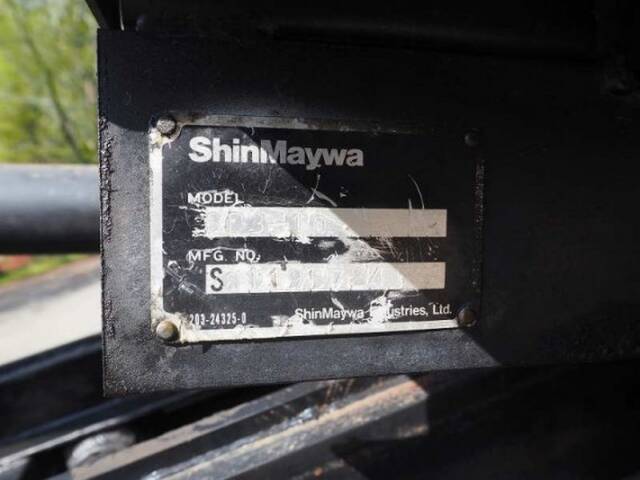 ShinMaywa
MODEL
MFG. NO.
S
203-24325-0
ShinMaywa Industries, Ltd.